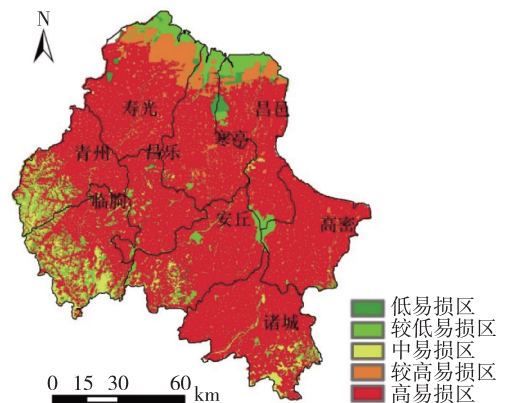 N
寿光
昌邑
寒亭
青州
昌乐
临朐
安丘
高密
诸城
低易损区
较低易损区
中易损区
较高易损区
高易损区
0 15 30 60 km